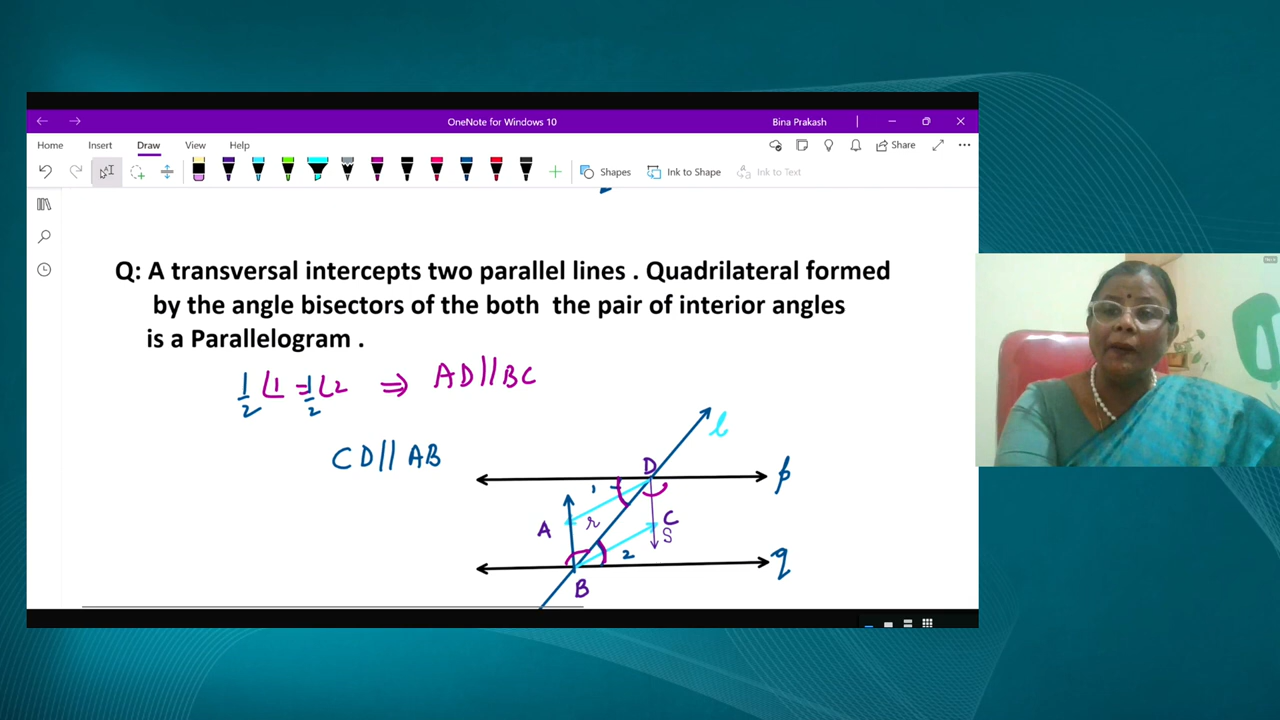 OneNote for Windows 10
Bina Prakash
Home Insert Draw View Help
Share
Shapes
Ink to Shape
Ink to Text
Q: A transversal intercepts two parallel lines . Quadrilateral formed
by the angle bisectors of the both the pair of interior angles
is a Parallelogram .
1/2 ∠1 = 1/2 ∠2 ⇒ AD||BC
l
CD||AB
D
p
1
A
r
C
S
2
q
B